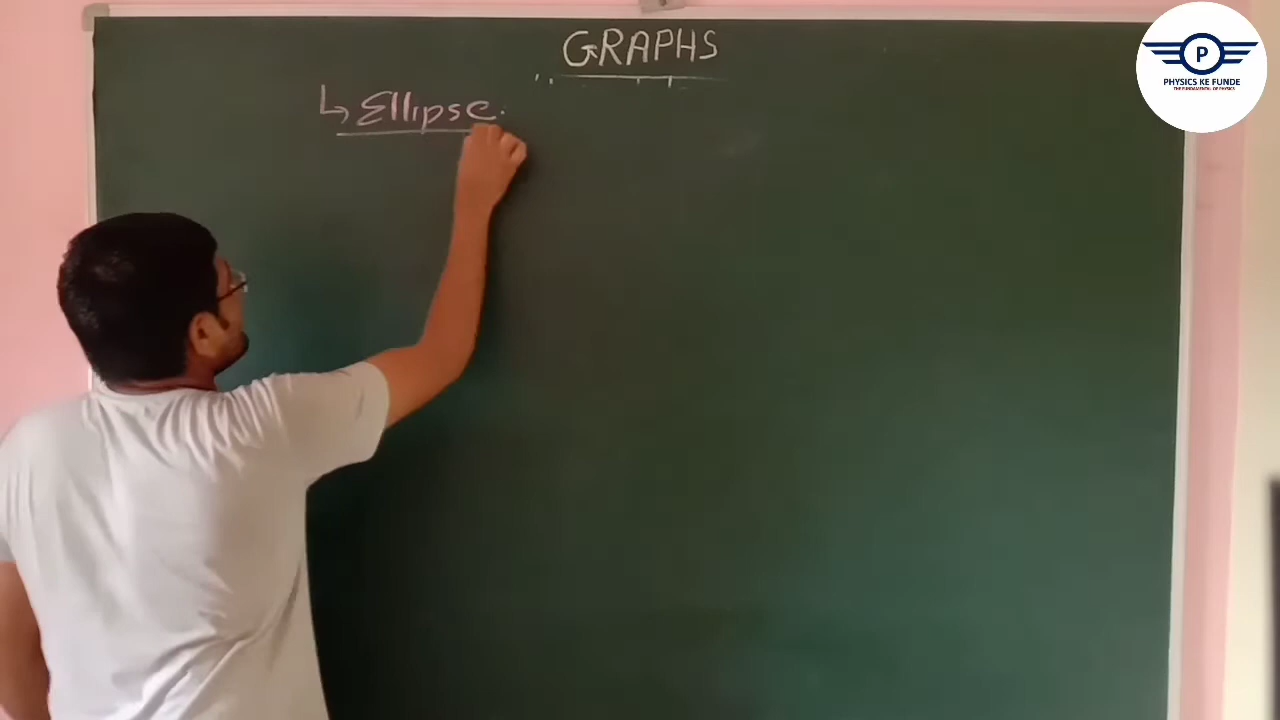 GRAPHS
↳ Ellipse.
P
PHYSICS KE FUNDE
THE FUNDAMENTAL OF PHYSICS